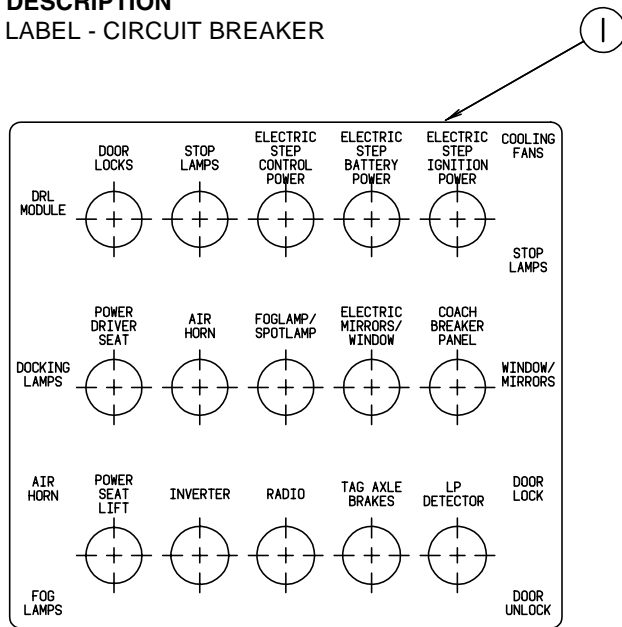 DESCRIPTION
LABEL - CIRCUIT BREAKER
1
DOOR
LOCKS
STOP
LAMPS
ELECTRIC
STEP
CONTROL
POWER
ELECTRIC
STEP
BATTERY
POWER
ELECTRIC
STEP
IGNITION
POWER
COOLING
FANS
DRL
MODULE
STOP
LAMPS
POWER
DRIVER
SEAT
AIR
HORN
FOGLAMP/
SPOTLAMP
ELECTRIC
MIRRORS/
WINDOW
COACH
BREAKER
PANEL
DOCKING
LAMPS
WINDOW/
MIRRORS
AIR
HORN
POWER
SEAT
LIFT
INVERTER
RADIO
TAG AXLE
BRAKES
LP
DETECTOR
DOOR
LOCK
FOG
LAMPS
DOOR
UNLOCK